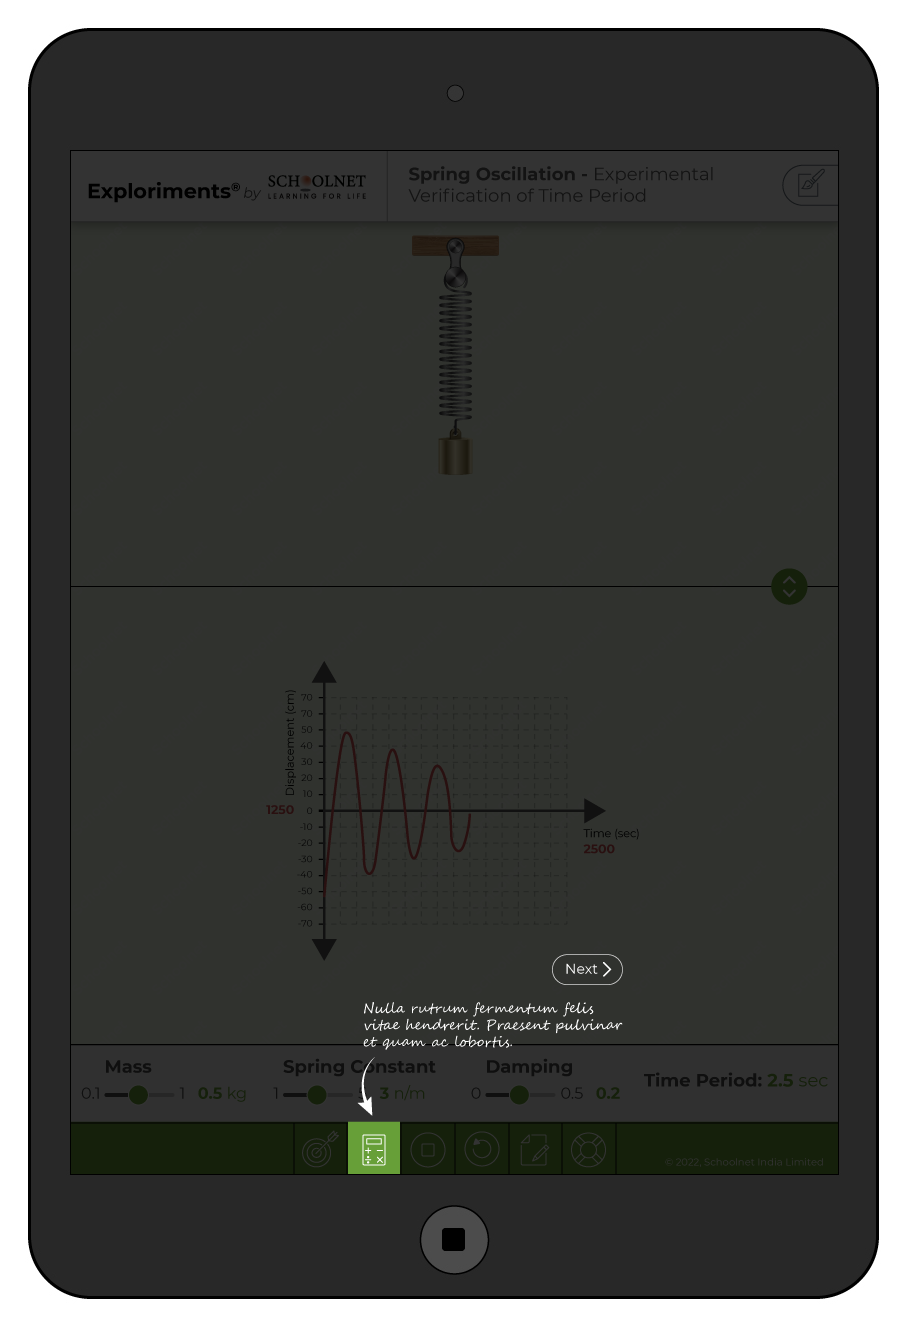 Exploriments® by SCHOOLNET
LEARNING FOR LIFE
Spring Oscillation - Experimental
Verification of Time Period
Displacement (cm)
70
70
50
40
30
20
10
1250 0
-10
-20
-30
-40
-50
-60
-70
Time (sec)
2500
Next
Nulla rutrum fermentum felis
vitae hendrerit. Praesent pulvinar
et quam ac lobortis.
Mass
0.1 1 0.5 kg
Spring Constant
1 3 n/m
Damping
0 0.5 0.2
Time Period: 2.5 sec
© 2022, Schoolnet India Limited